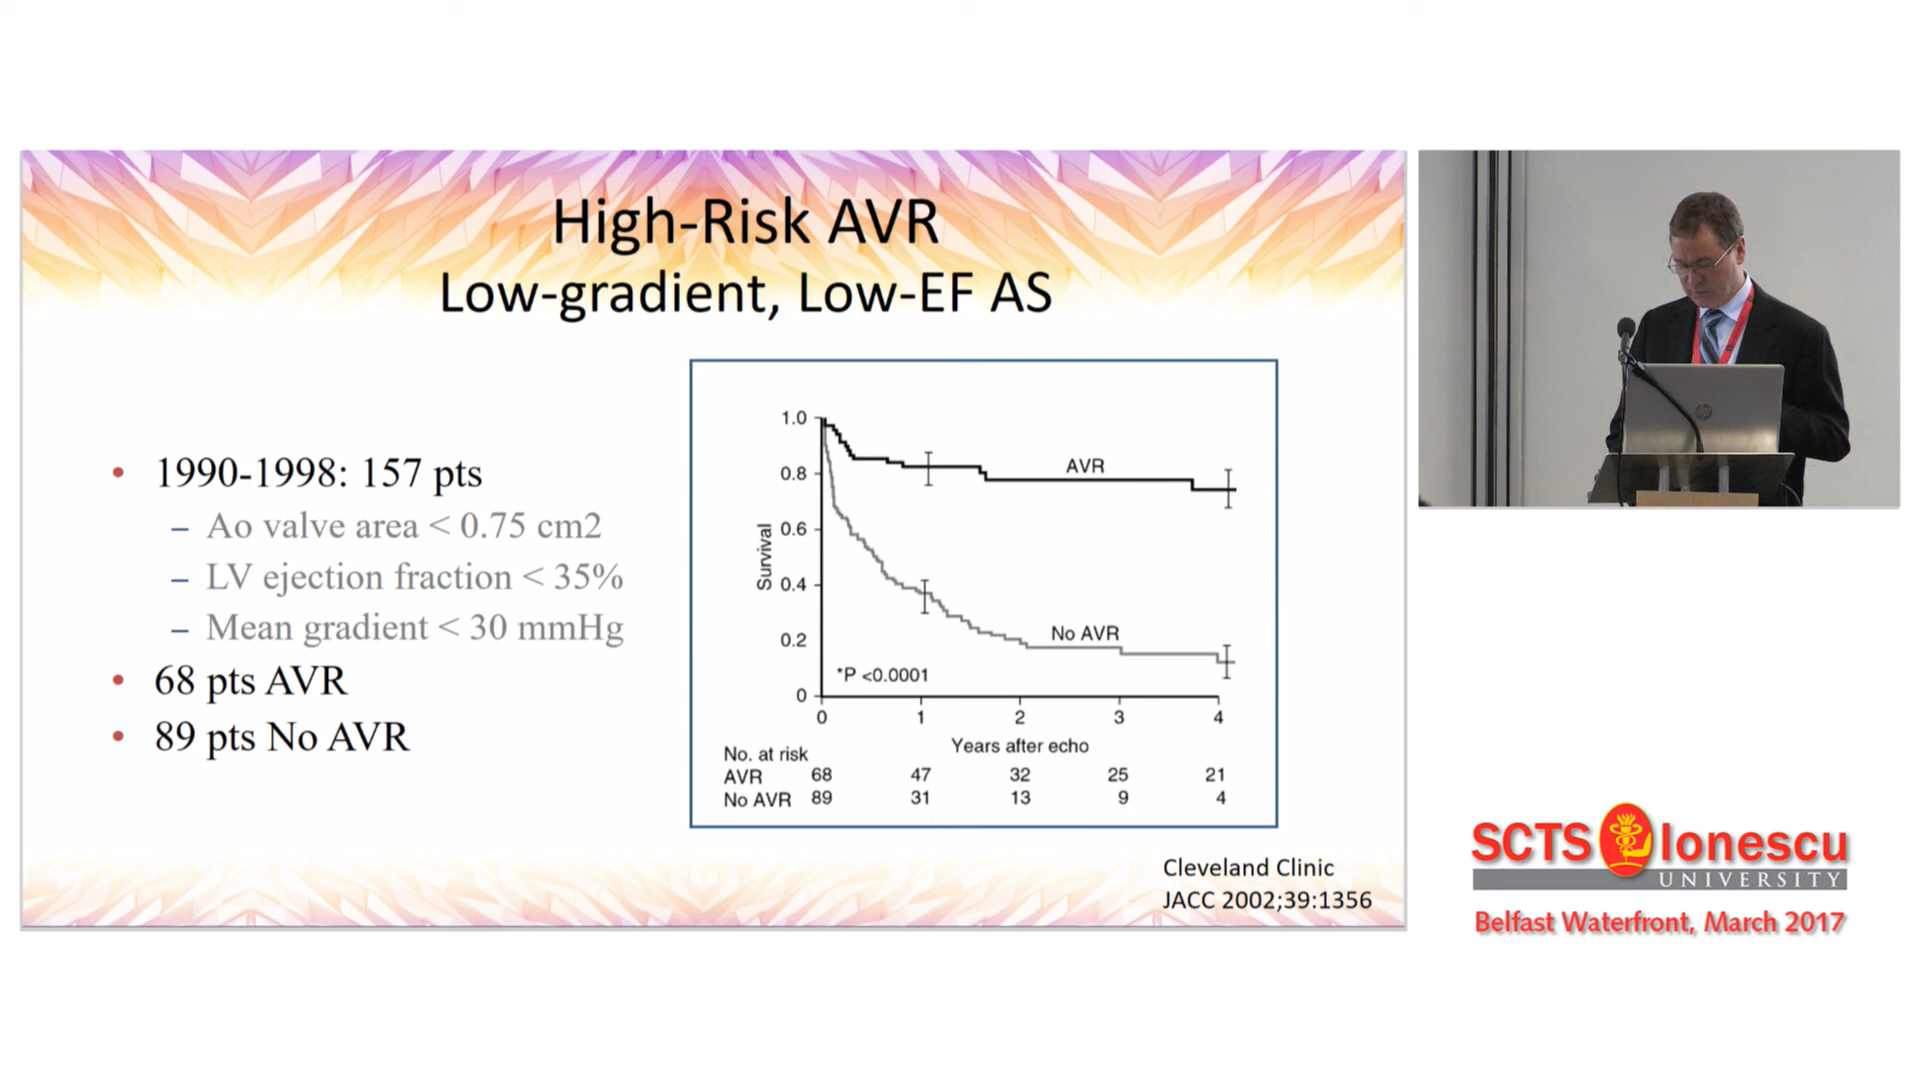 High-Risk AVR
Low-gradient, Low-EF AS
• 1990-1998: 157 pts
– Ao valve area < 0.75 cm2
– LV ejection fraction < 35%
– Mean gradient < 30 mmHg
• 68 pts AVR
• 89 pts No AVR
Survival
1.0
0.8
0.6
0.4
0.2
0
AVR
No AVR
*P <0.0001
0 1 2 3 4
Years after echo
No. at risk
AVR 68 47 32 25 21
No AVR 89 31 13 9 4
Cleveland Clinic
JACC 2002;39:1356
hp
SCTS Ionescu
UNIVERSITY
Belfast Waterfront, March 2017